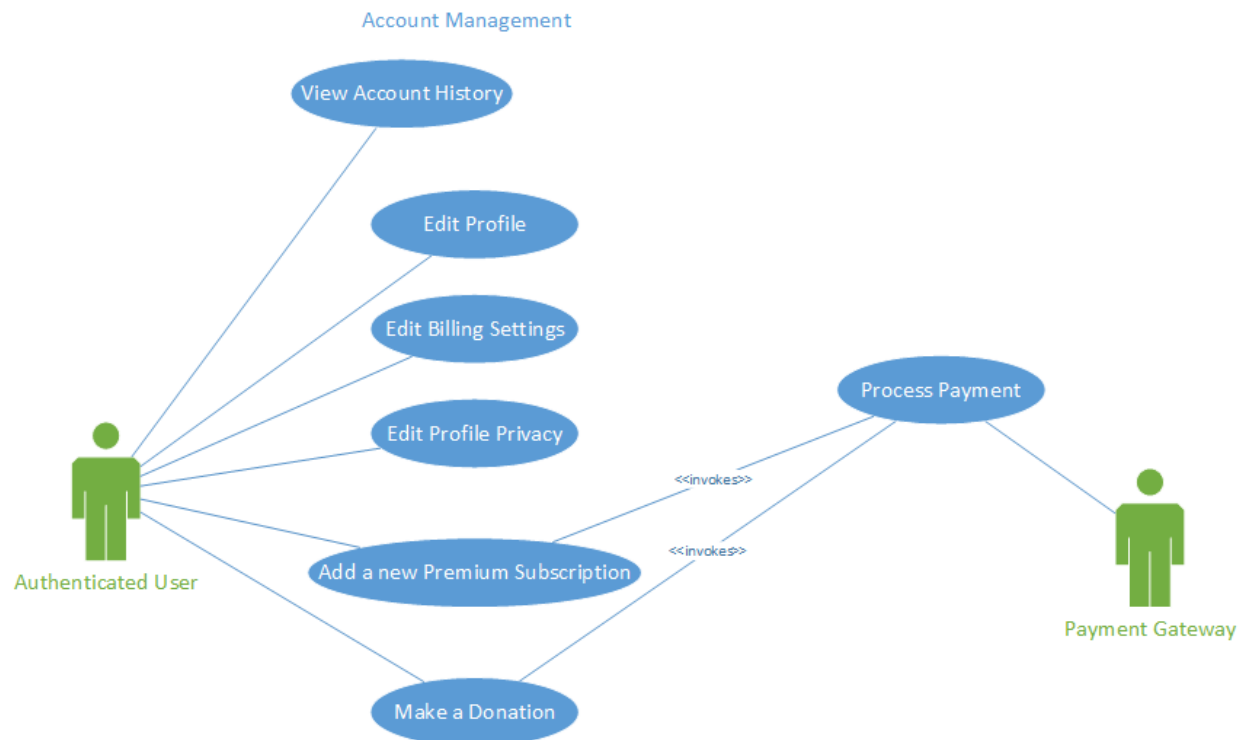 Account Management
View Account History
Edit Profile
Edit Billing Settings
Process Payment
Edit Profile Privacy
<<invokes>>
<<invokes>>
Add a new Premium Subscription
Authenticated User
Payment Gateway
Make a Donation